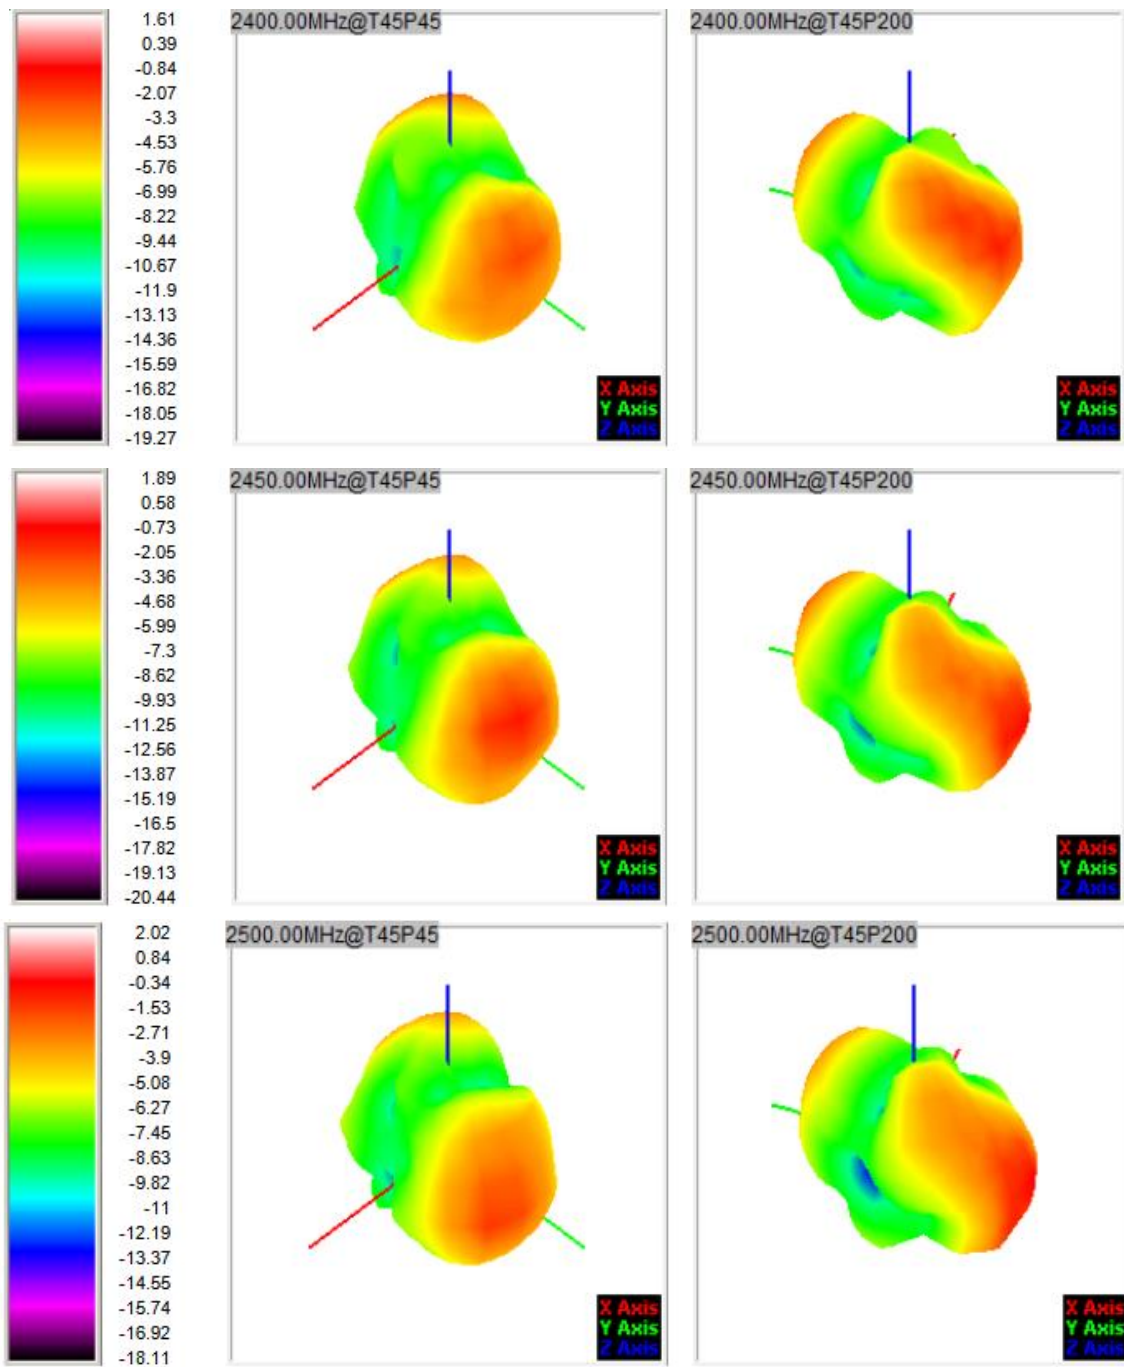 1.61
0.39
-0.84
-2.07
-3.3
-4.53
-5.76
-6.99
-8.22
-9.44
-10.67
-11.9
-13.13
-14.36
-15.59
-16.82
-18.05
-19.27
2400.00MHz@T45P45
X Axis
Y Axis
Z Axis
2400.00MHz@T45P200
X Axis
Y Axis
Z Axis
1.89
0.58
-0.73
-2.05
-3.36
-4.68
-5.99
-7.3
-8.62
-9.93
-11.25
-12.56
-13.87
-15.19
-16.5
-17.82
-19.13
-20.44
2450.00MHz@T45P45
X Axis
Y Axis
Z Axis
2450.00MHz@T45P200
X Axis
Y Axis
Z Axis
2.02
0.84
-0.34
-1.53
-2.71
-3.9
-5.08
-6.27
-7.45
-8.63
-9.82
-11
-12.19
-13.37
-14.55
-15.74
-16.92
-18.11
2500.00MHz@T45P45
X Axis
Y Axis
Z Axis
2500.00MHz@T45P200
X Axis
Y Axis
Z Axis